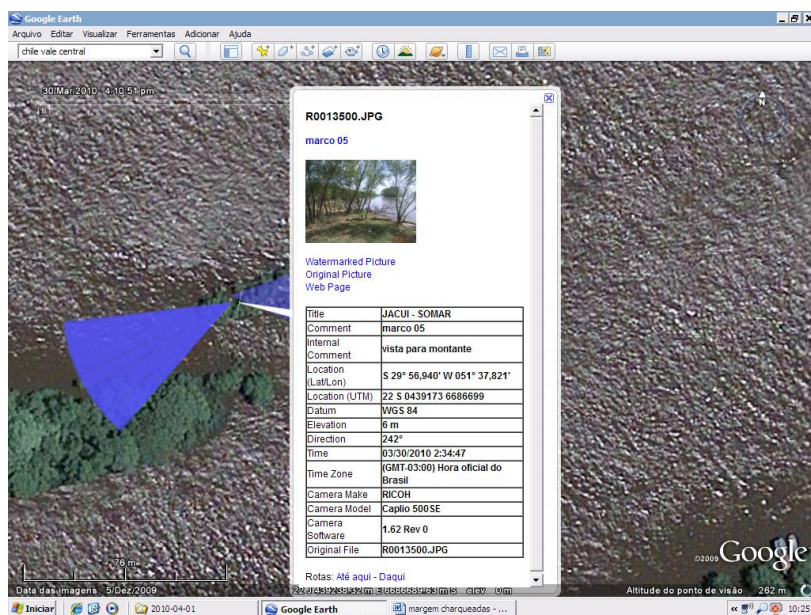 Google Earth
Arquivo Editar Visualizar Ferramentas Adicionar Ajuda
chile vale central
30/Mar/2010 4:10:51 pm
N
R0013500.JPG
marco 05
Watermarked Picture
Original Picture
Web Page
Title JACUI - SOMAR
Comment marco 05
Internal Comment vista para montante
Location (Lat/Lon) S 29° 56,940' W 051° 37,821'
Location (UTM) 22 S 0439173 6686699
Datum WGS 84
Elevation 6 m
Direction 242°
Time 03/30/2010 2:34:47
Time Zone (GMT-03:00) Hora oficial do Brasil
Camera Make RICOH
Camera Model Caplio 500SE
Camera Software 1.62 Rev 0
Original File R0013500.JPG
Rotas: Até aqui - Daqui
76 m
©2009 Google
Data das imagens: 5/Dez/2009 elev 0 m Altitude do ponto de visão 262 m
Iniciar 2010-04-01 Google Earth margem charqueadas - ... 10:25